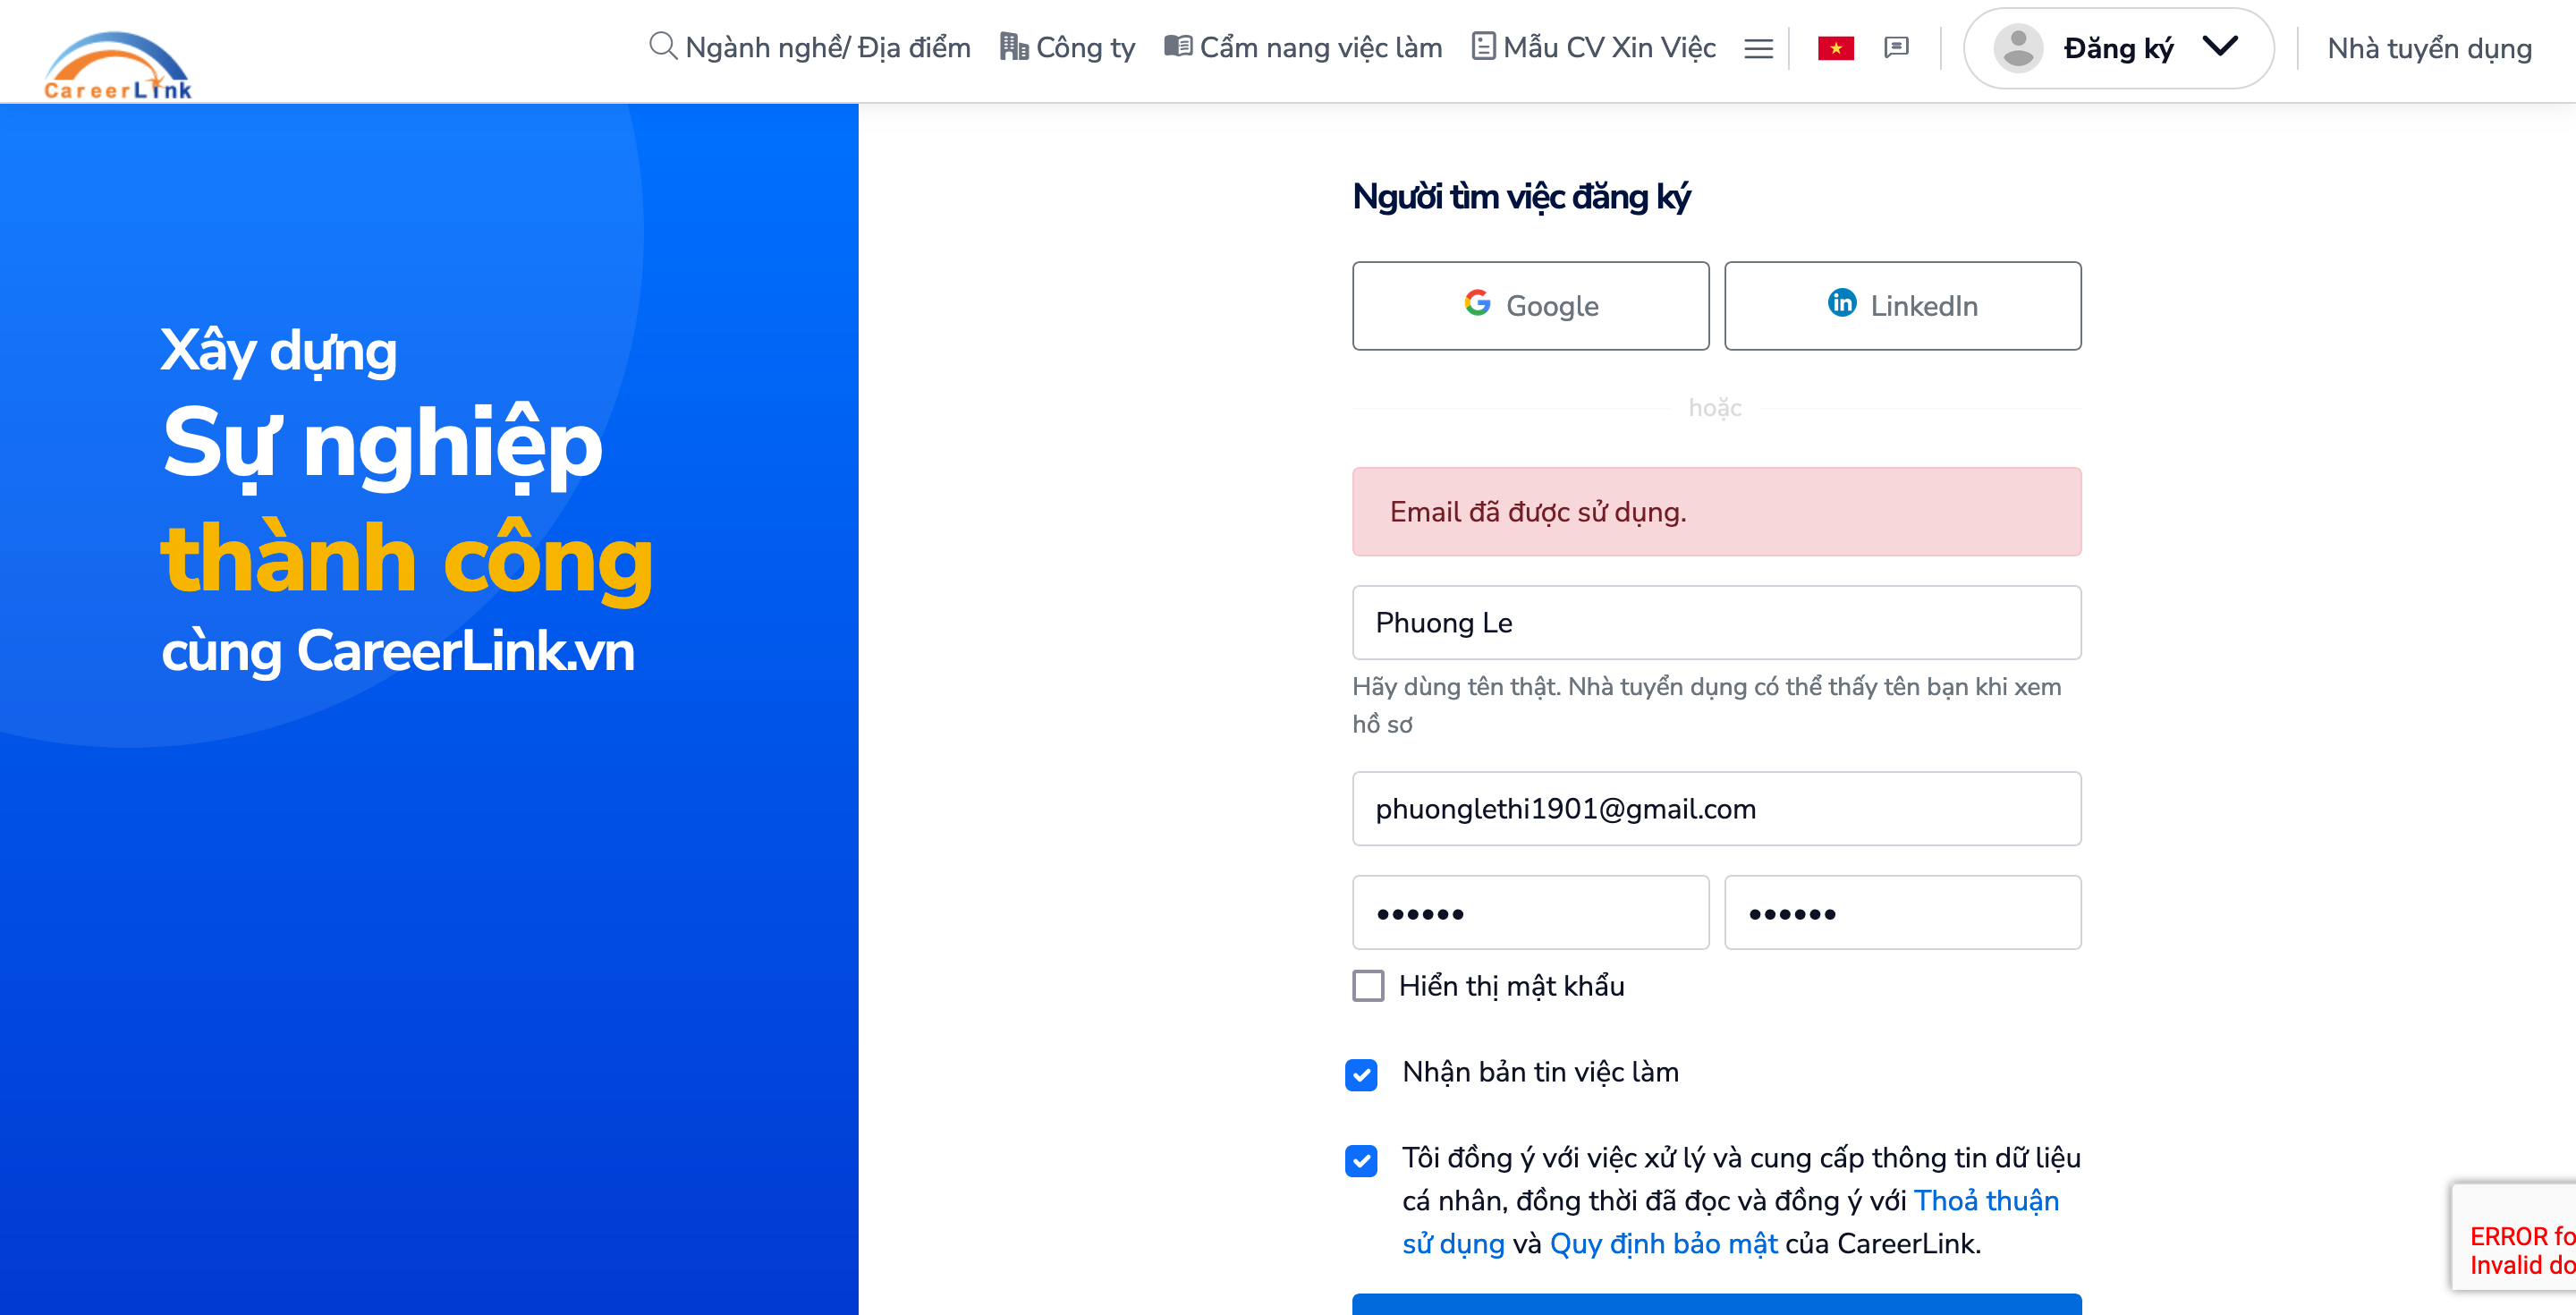 CareerLink
Ngành nghề/ Địa điểm
Công ty
Cẩm nang việc làm
Mẫu CV Xin Việc
Đăng ký
Nhà tuyển dụng
Xây dựng
Sự nghiệp
thành công
cùng CareerLink.vn
Người tìm việc đăng ký
Google
LinkedIn
hoặc
Email đã được sử dụng.
Phuong Le
Hãy dùng tên thật. Nhà tuyển dụng có thể thấy tên bạn khi xem
hồ sơ
phuonglethi1901@gmail.com
Hiển thị mật khẩu
Nhận bản tin việc làm
Tôi đồng ý với việc xử lý và cung cấp thông tin dữ liệu
cá nhân, đồng thời đã đọc và đồng ý với Thoả thuận
sử dụng và Quy định bảo mật của CareerLink.
ERROR fo
Invalid do